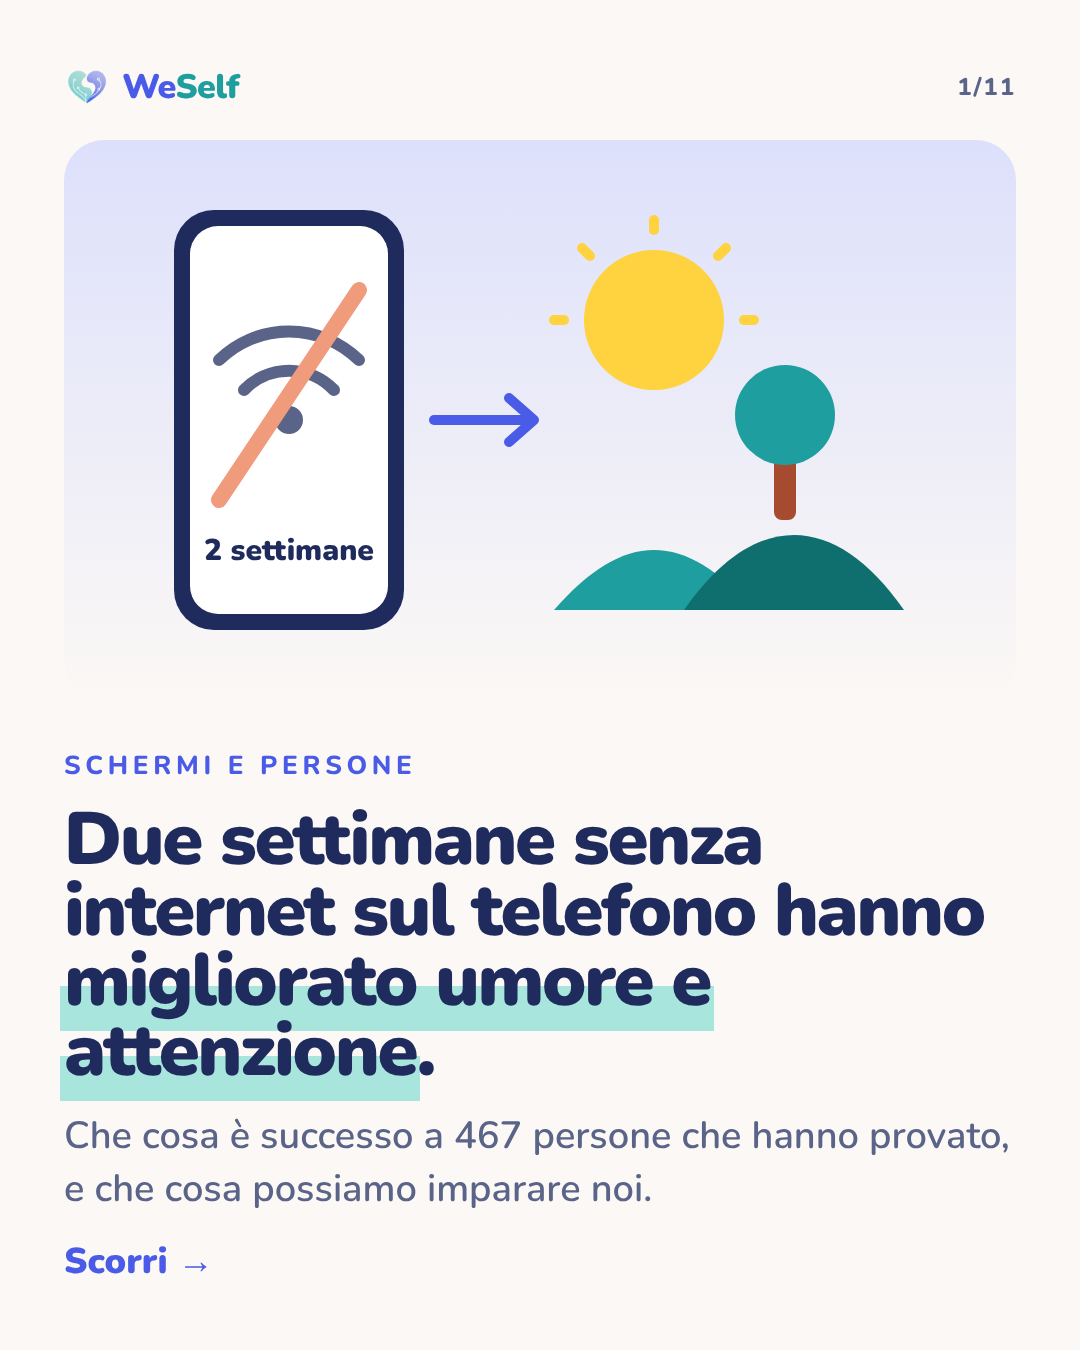 WeSelf
1/11
2 settimane
SCHERMI E PERSONE
Due settimane senza
internet sul telefono hanno
migliorato umore e
attenzione.
Che cosa è successo a 467 persone che hanno provato,
e che cosa possiamo imparare noi.
Scorri →